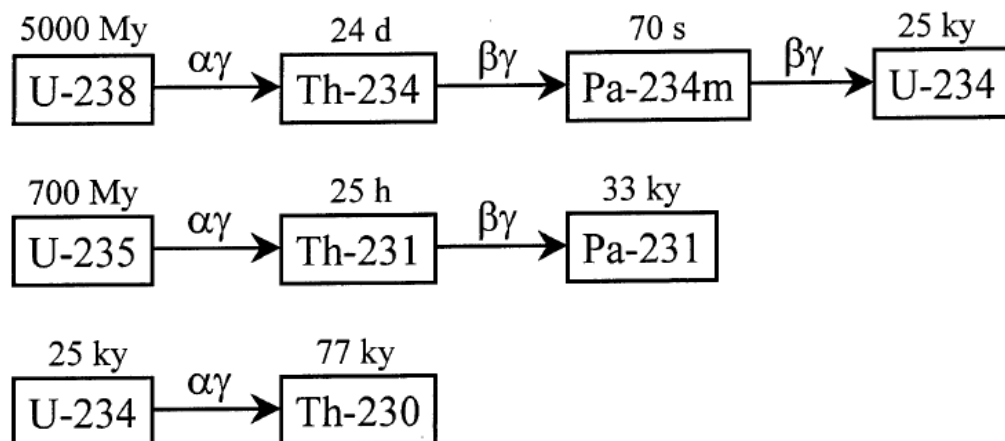 5000 My 24 d 70 s 25 ky
U-238 αγ Th-234 βγ Pa-234m βγ U-234
700 My 25 h 33 ky
U-235 αγ Th-231 βγ Pa-231
25 ky 77 ky
U-234 αγ Th-230